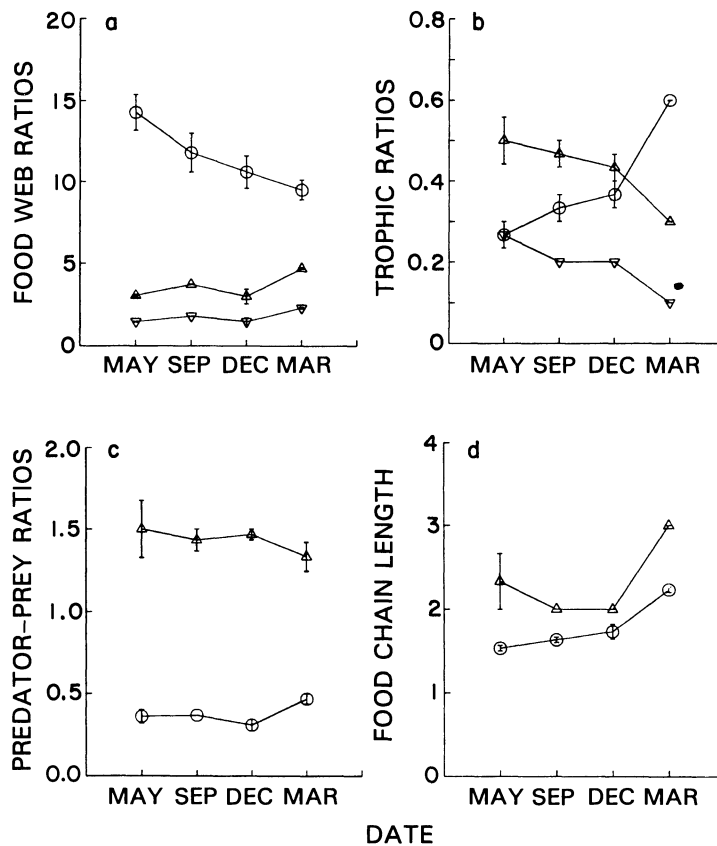 a
FOOD WEB RATIOS
20
15
10
5
0
MAY SEP DEC MAR
b
TROPHIC RATIOS
0.8
0.6
0.4
0.2
0
MAY SEP DEC MAR
c
PREDATOR-PREY RATIOS
2.0
1.5
1.0
0.5
0.0
MAY SEP DEC MAR
d
FOOD CHAIN LENGTH
4
3
2
1
0
MAY SEP DEC MAR
DATE